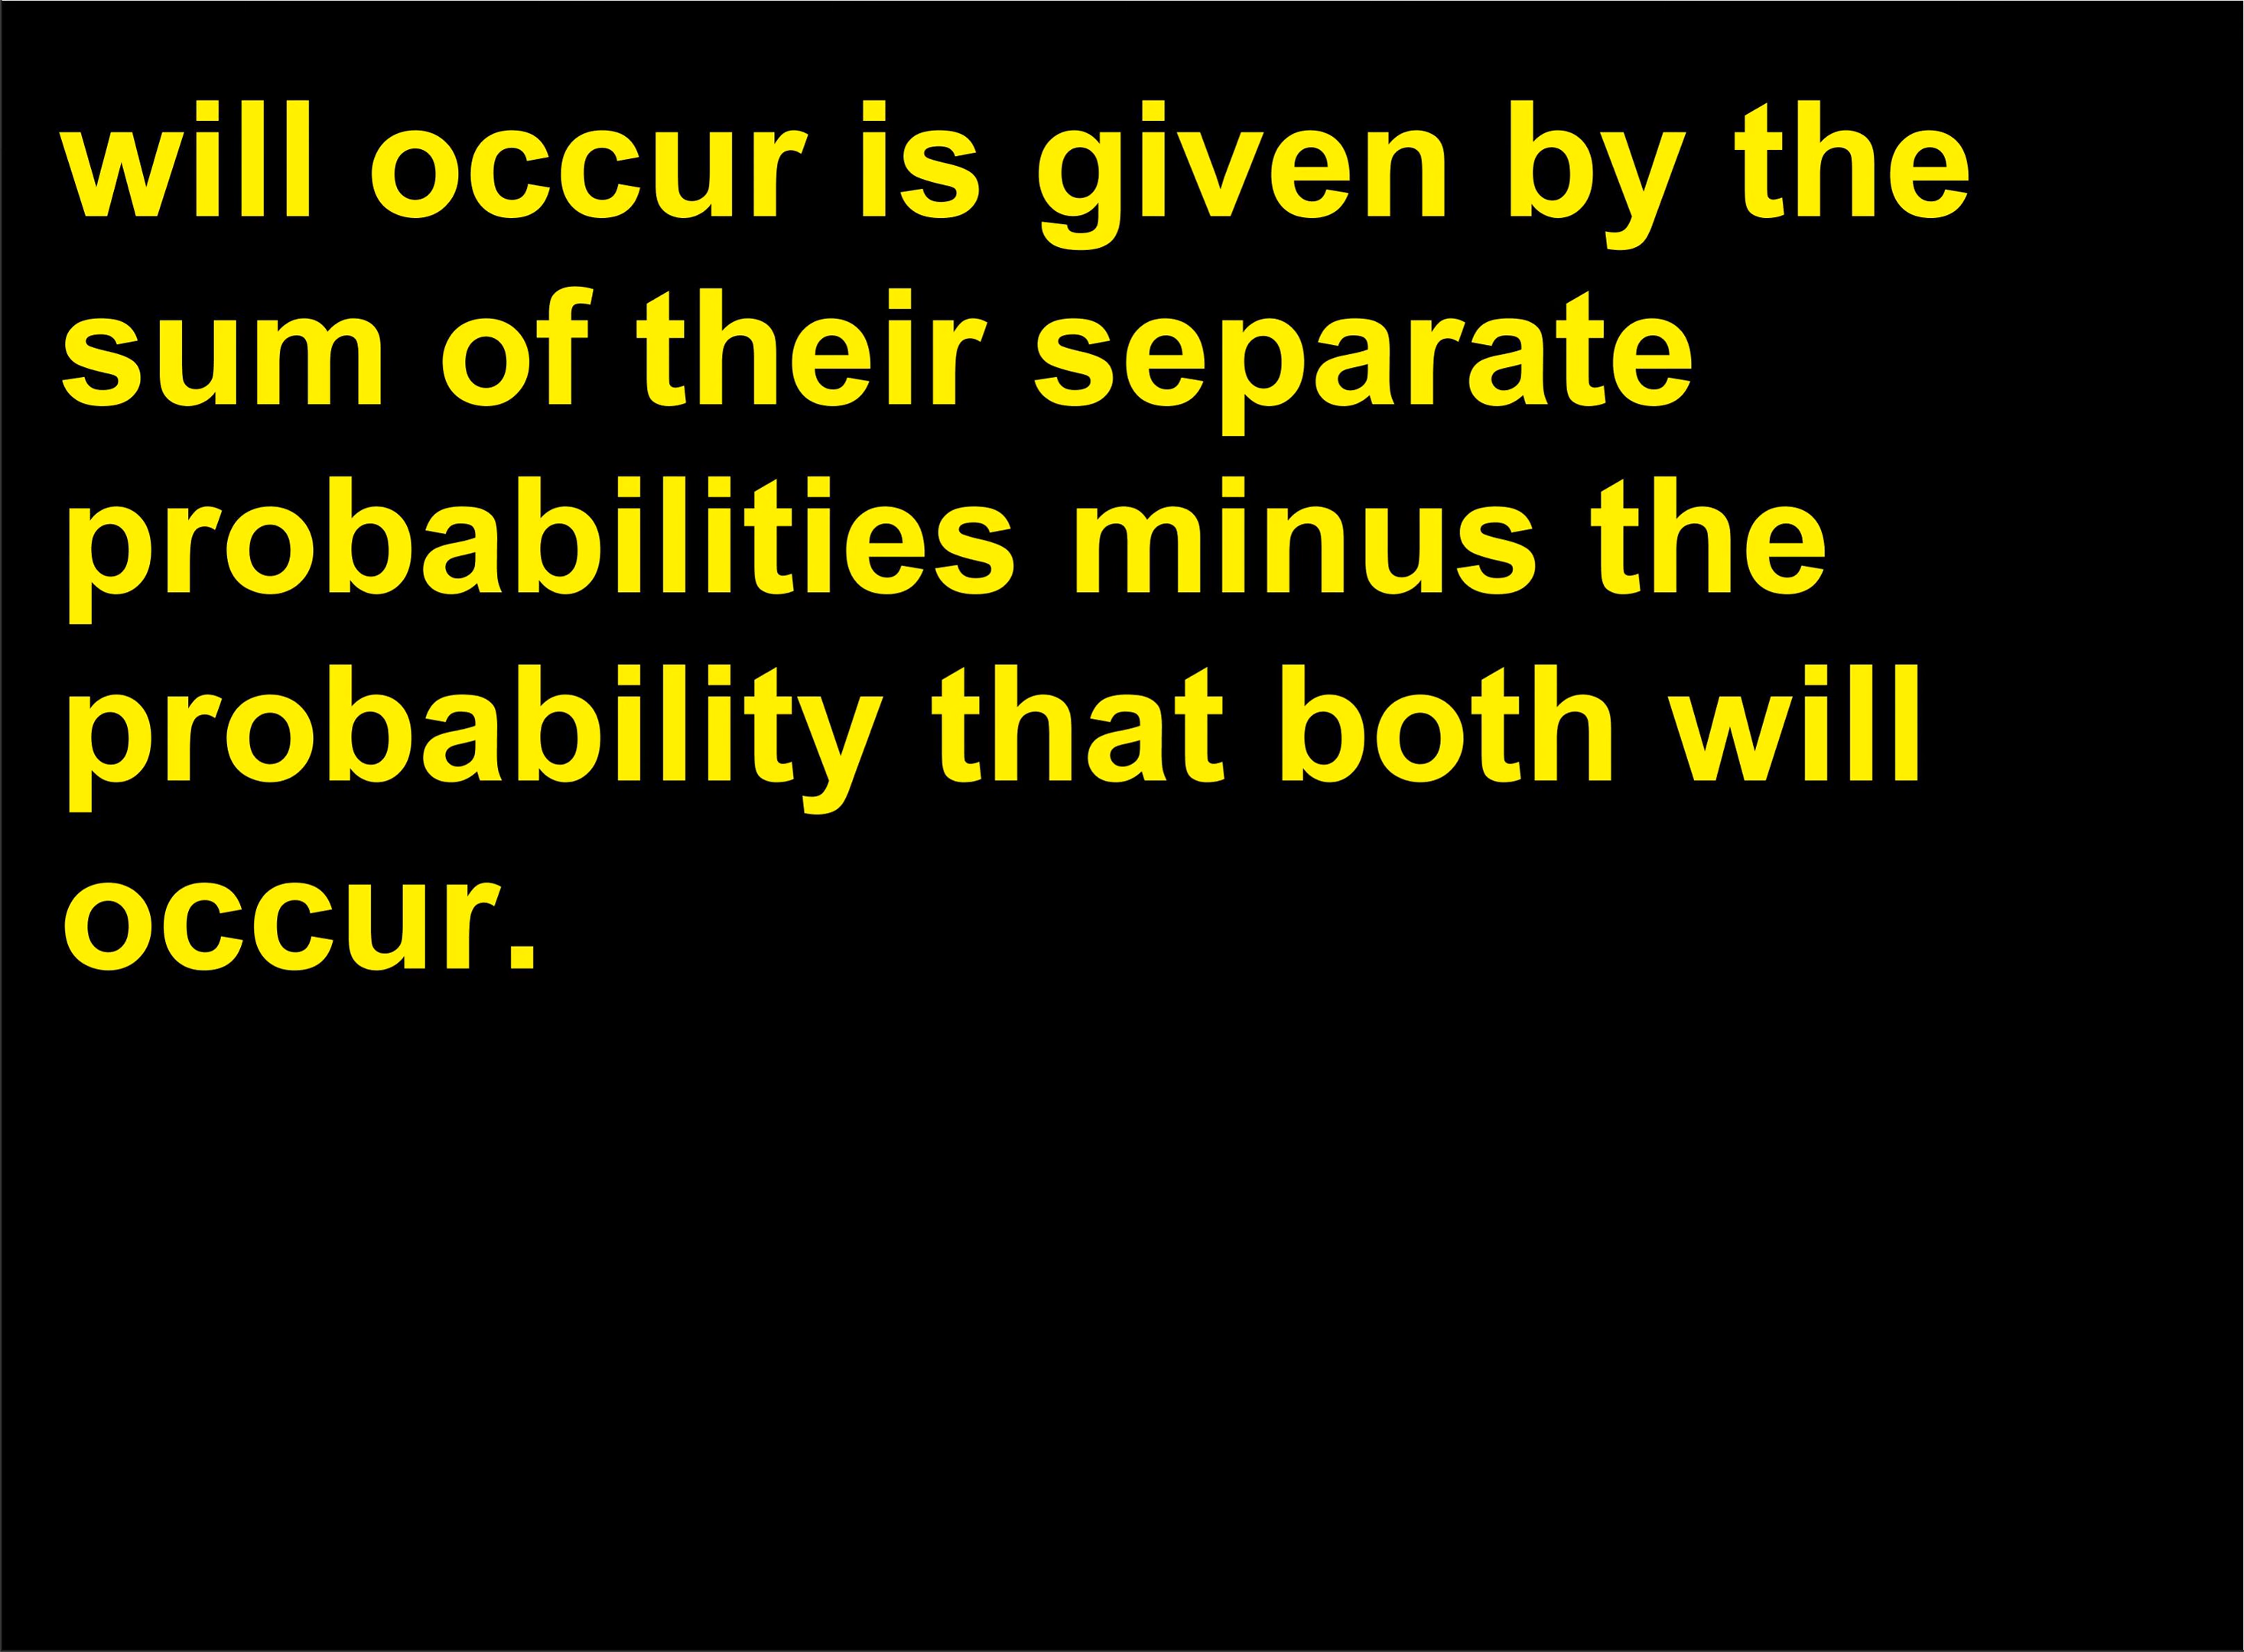 will occur is given by the
sum of their separate
probabilities minus the
probability that both will
occur.